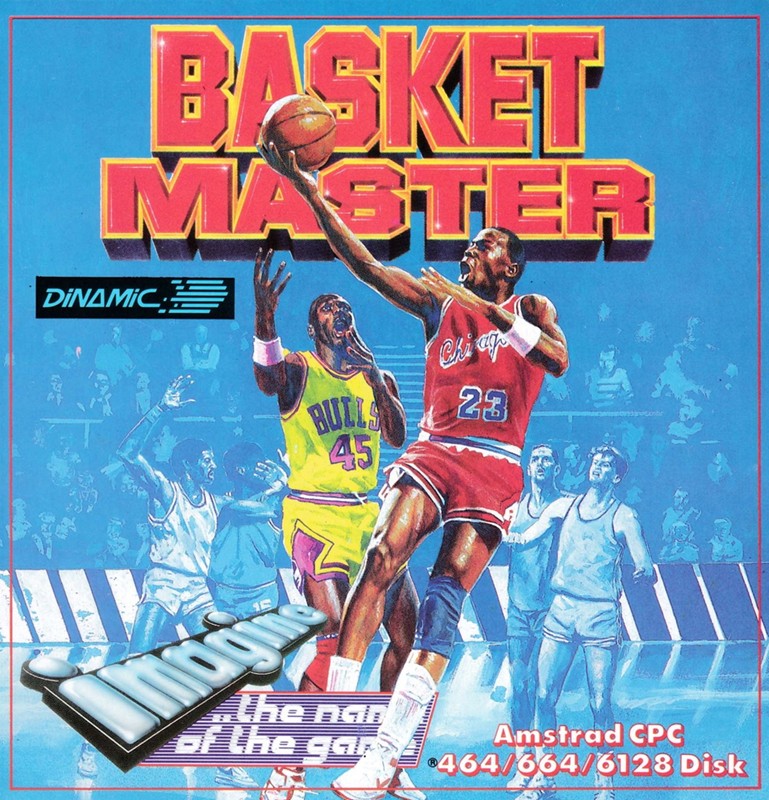 BASKET
MASTER
DiNAMiC
Chicago
23
BULLS
45
imagine
...the name
of the game
Amstrad CPC
®464/664/6128 Disk